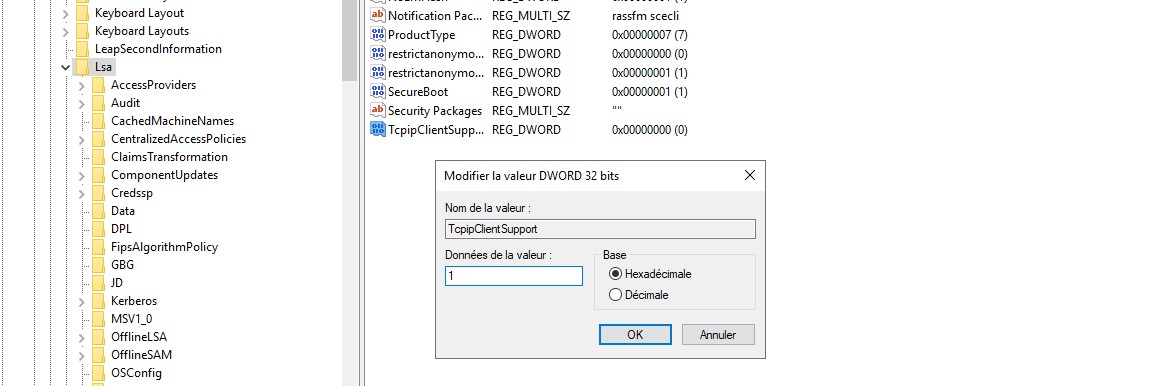 Keyboard Layout
Keyboard Layouts
LeapSecondInformation
Lsa
AccessProviders
Audit
CachedMachineNames
CentralizedAccessPolicies
ClaimsTransformation
ComponentUpdates
Credssp
Data
DPL
FipsAlgorithmPolicy
GBG
JD
Kerberos
MSV1_0
OfflineLSA
OfflineSAM
OSConfig
Notification Pac... REG_MULTI_SZ rassfm scecli
ProductType REG_DWORD 0x00000007 (7)
restrictanonymo... REG_DWORD 0x00000000 (0)
restrictanonymo... REG_DWORD 0x00000001 (1)
SecureBoot REG_DWORD 0x00000001 (1)
Security Packages REG_MULTI_SZ ""
TcpipClientSupp... REG_DWORD 0x00000000 (0)
Modifier la valeur DWORD 32 bits
Nom de la valeur :
TcpipClientSupport
Données de la valeur :
1
Base
Hexadécimale
Décimale
OK Annuler